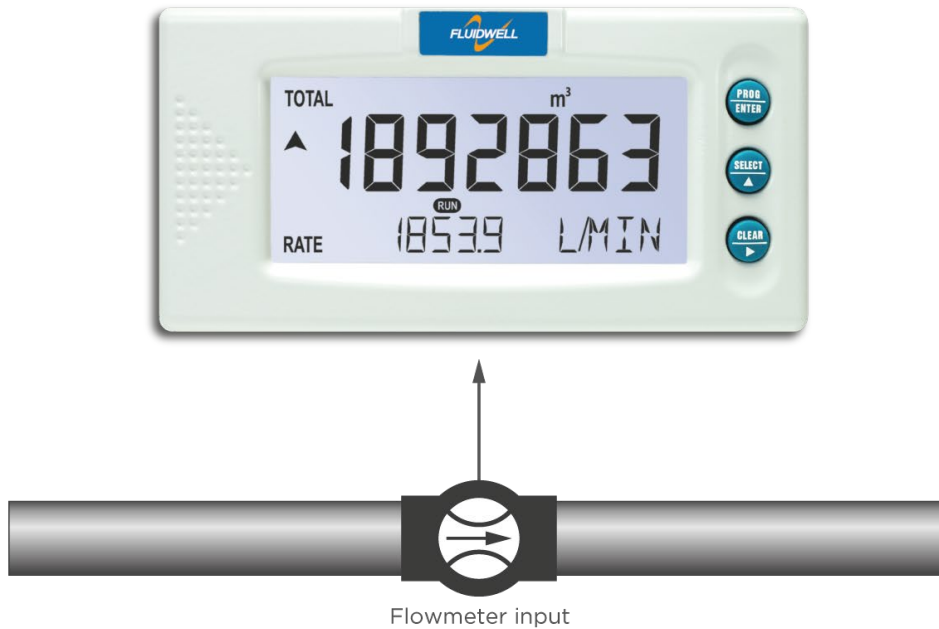 FLUIDWELL
TOTAL m³
1892863
RUN
RATE 1853.9 L/MIN
PROG
ENTER
SELECT
CLEAR
Flowmeter input